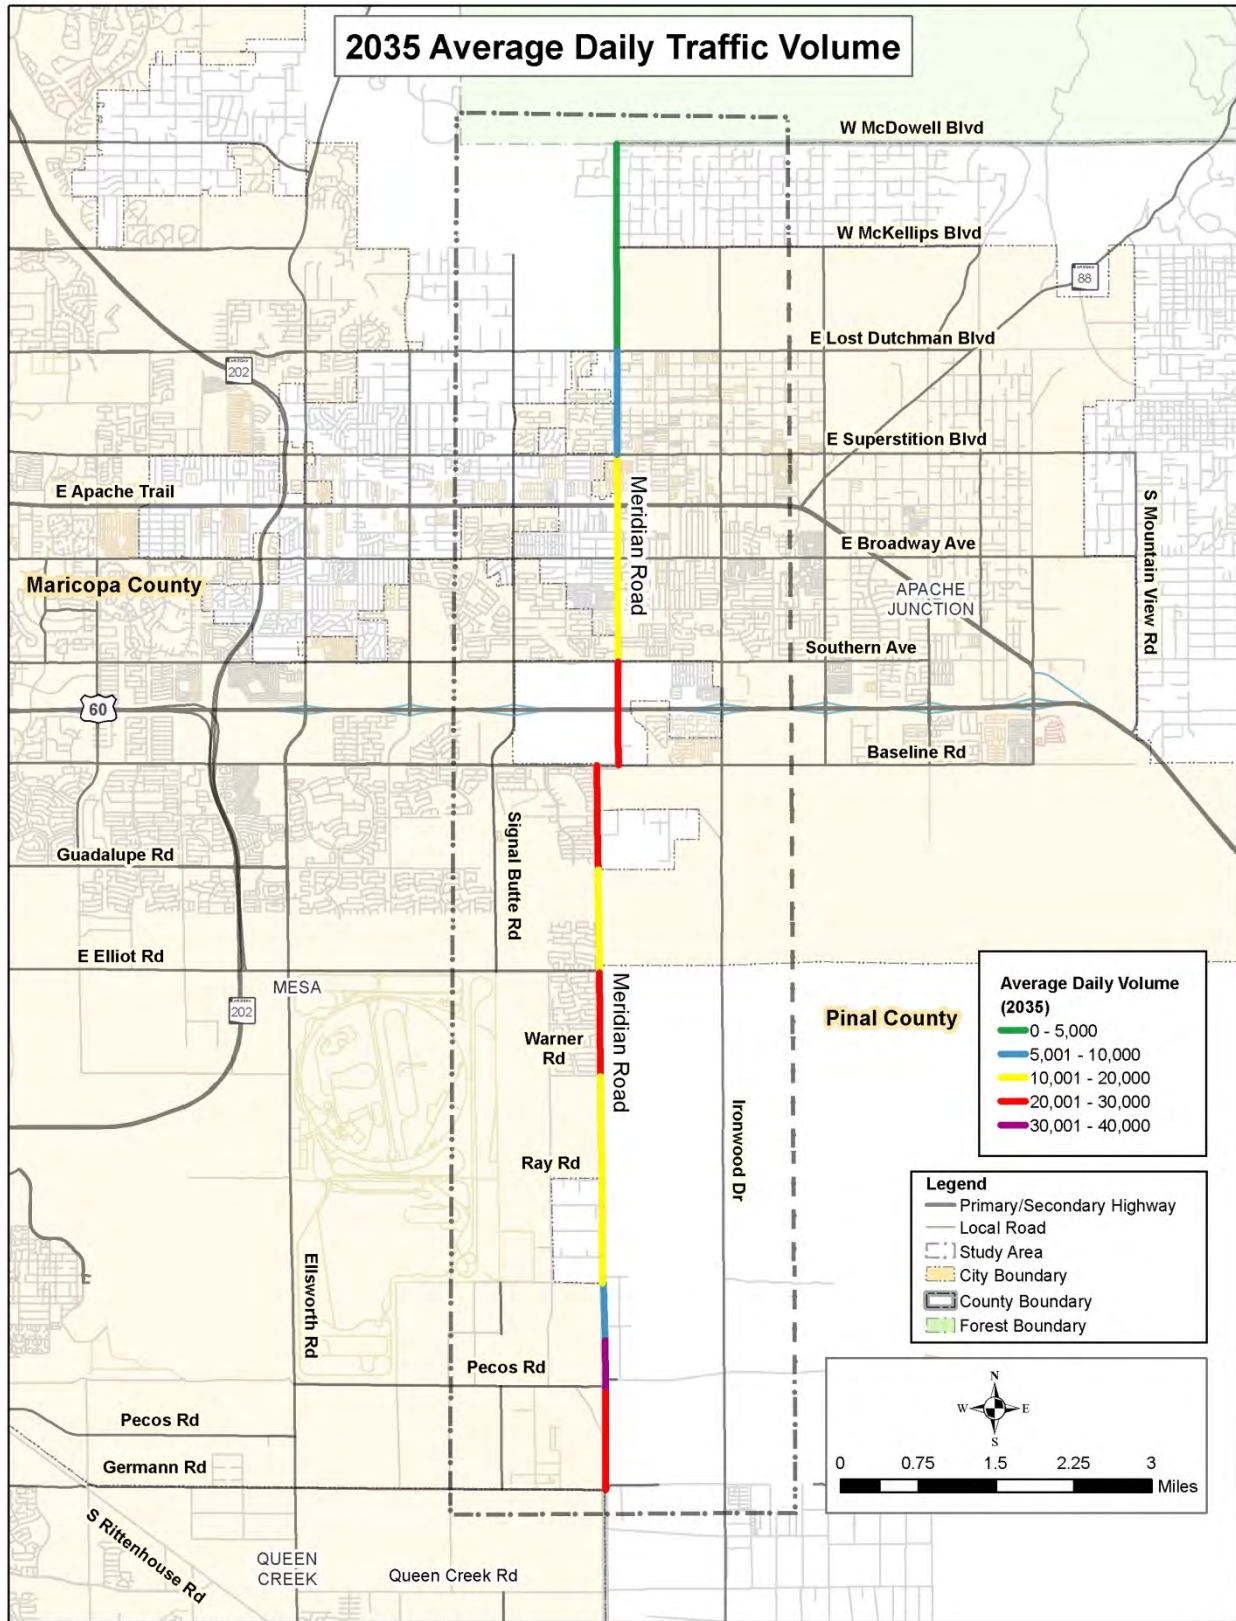 2035 Average Daily Traffic Volume
W McDowell Blvd
W McKellips Blvd
88
E Lost Dutchman Blvd
202
E Superstition Blvd
E Apache Trail
Meridian Road
S Mountain View Rd
E Broadway Ave
Maricopa County
APACHE
JUNCTION
Southern Ave
60
Baseline Rd
Signal Butte Rd
Guadalupe Rd
E Elliot Rd
MESA
202
Meridian Road
Warner
Rd
Pinal County
Average Daily Volume
(2035)
0 - 5,000
5,001 - 10,000
10,001 - 20,000
20,001 - 30,000
30,001 - 40,000
Ironwood Dr
Ray Rd
Legend
Primary/Secondary Highway
Local Road
Study Area
City Boundary
County Boundary
Forest Boundary
Ellsworth Rd
Pecos Rd
Pecos Rd
Germann Rd
N
W E
S
0 0.75 1.5 2.25 3
Miles
S Rittenhouse Rd
QUEEN
CREEK
Queen Creek Rd